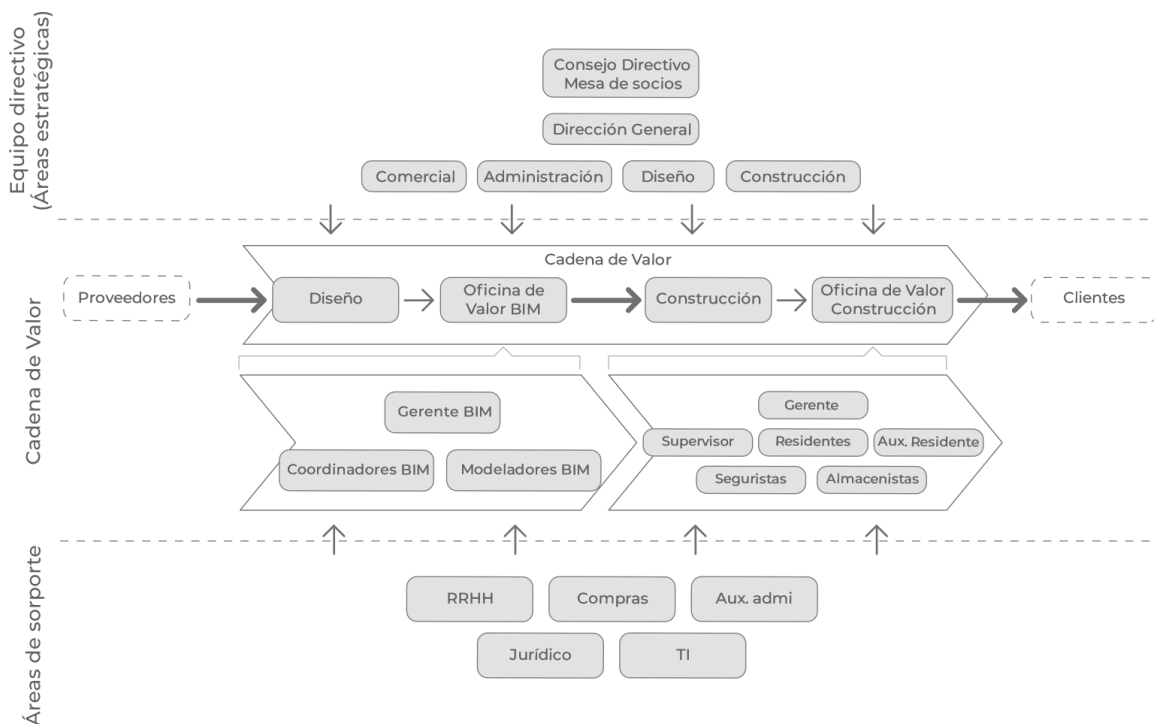 Equipo directivo
(Áreas estratégicas)
Consejo Directivo
Mesa de socios
Dirección General
Comercial
Administración
Diseño
Construcción
Cadena de Valor
Cadena de Valor
Proveedores
Diseño
Oficina de
Valor BIM
Construcción
Oficina de Valor
Construcción
Clientes
Gerente BIM
Coordinadores BIM
Modeladores BIM
Gerente
Supervisor
Residentes
Aux. Residente
Seguristas
Almacenistas
Áreas de sorporte
RRHH
Compras
Aux. admi
Jurídico
TI